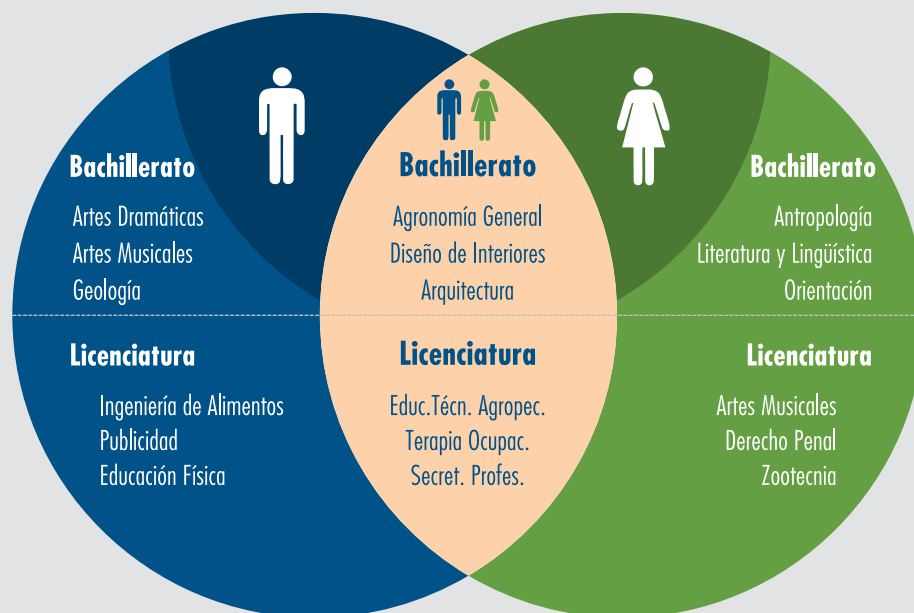 Bachillerato
Artes Dramáticas
Artes Musicales
Geología
Licenciatura
Ingeniería de Alimentos
Publicidad
Educación Física
Bachillerato
Agronomía General
Diseño de Interiores
Arquitectura
Licenciatura
Educ.Técn. Agropec.
Terapia Ocupac.
Secret. Profes.
Bachillerato
Antropología
Literatura y Lingüística
Orientación
Licenciatura
Artes Musicales
Derecho Penal
Zootecnia